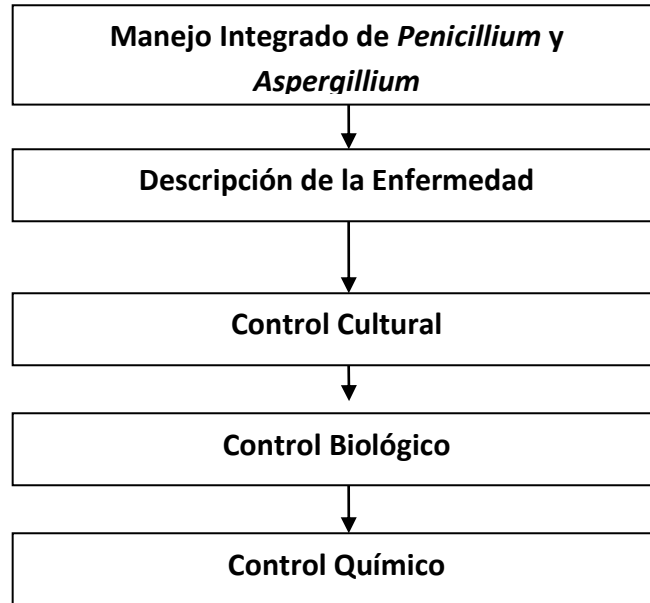 Manejo Integrado de Penicillium y
Aspergillium
Descripción de la Enfermedad
Control Cultural
Control Biológico
Control Químico